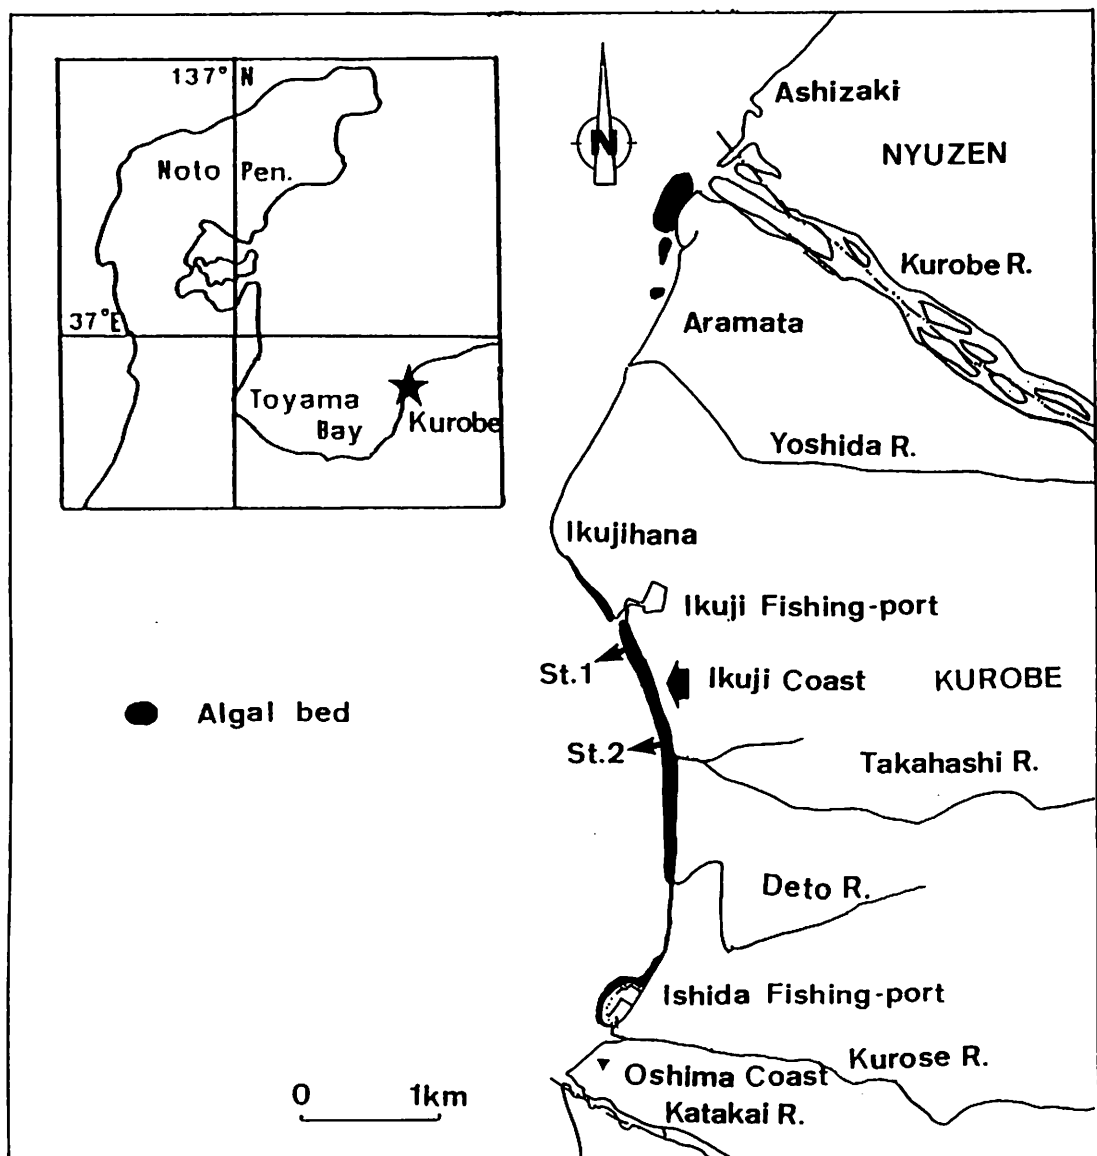 137° N
Noto Pen.
37°E
Toyama
Bay
Kurobe
N
Ashizaki
NYUZEN
Kurobe R.
Aramata
Yoshida R.
Ikujihana
Ikuji Fishing-port
St.1
Ikuji Coast
KUROBE
Algal bed
St.2
Takahashi R.
Deto R.
Ishida Fishing-port
Kurose R.
Oshima Coast
Katakai R.
0 1km